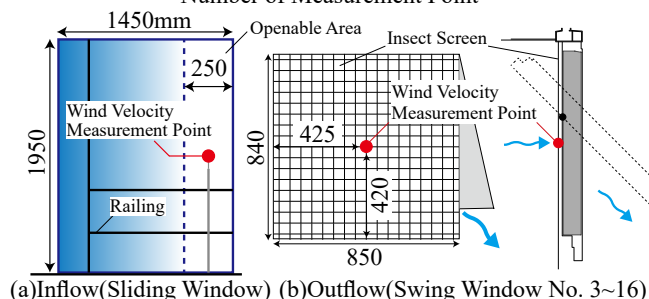 Number of Measurement Point
1450mm
Openable Area
250
Wind Velocity
Measurement Point
1950
Railing
Insect Screen
Wind Velocity
Measurement Point
425
840
420
850
(a)Inflow(Sliding Window)
(b)Outflow(Swing Window No. 3~16)